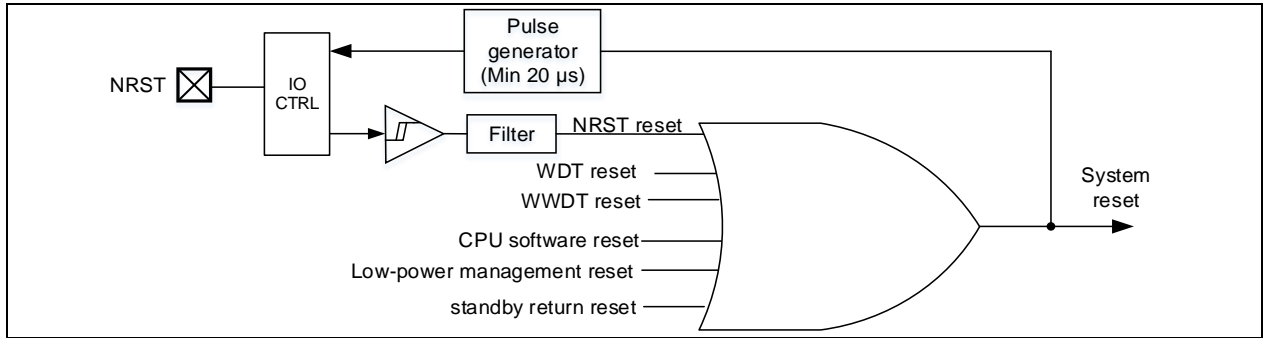 Pulse
generator
(Min 20 µs)
NRST
IO
CTRL
Filter
NRST reset
WDT reset
WWDT reset
CPU software reset
Low-power management reset
standby return reset
System
reset